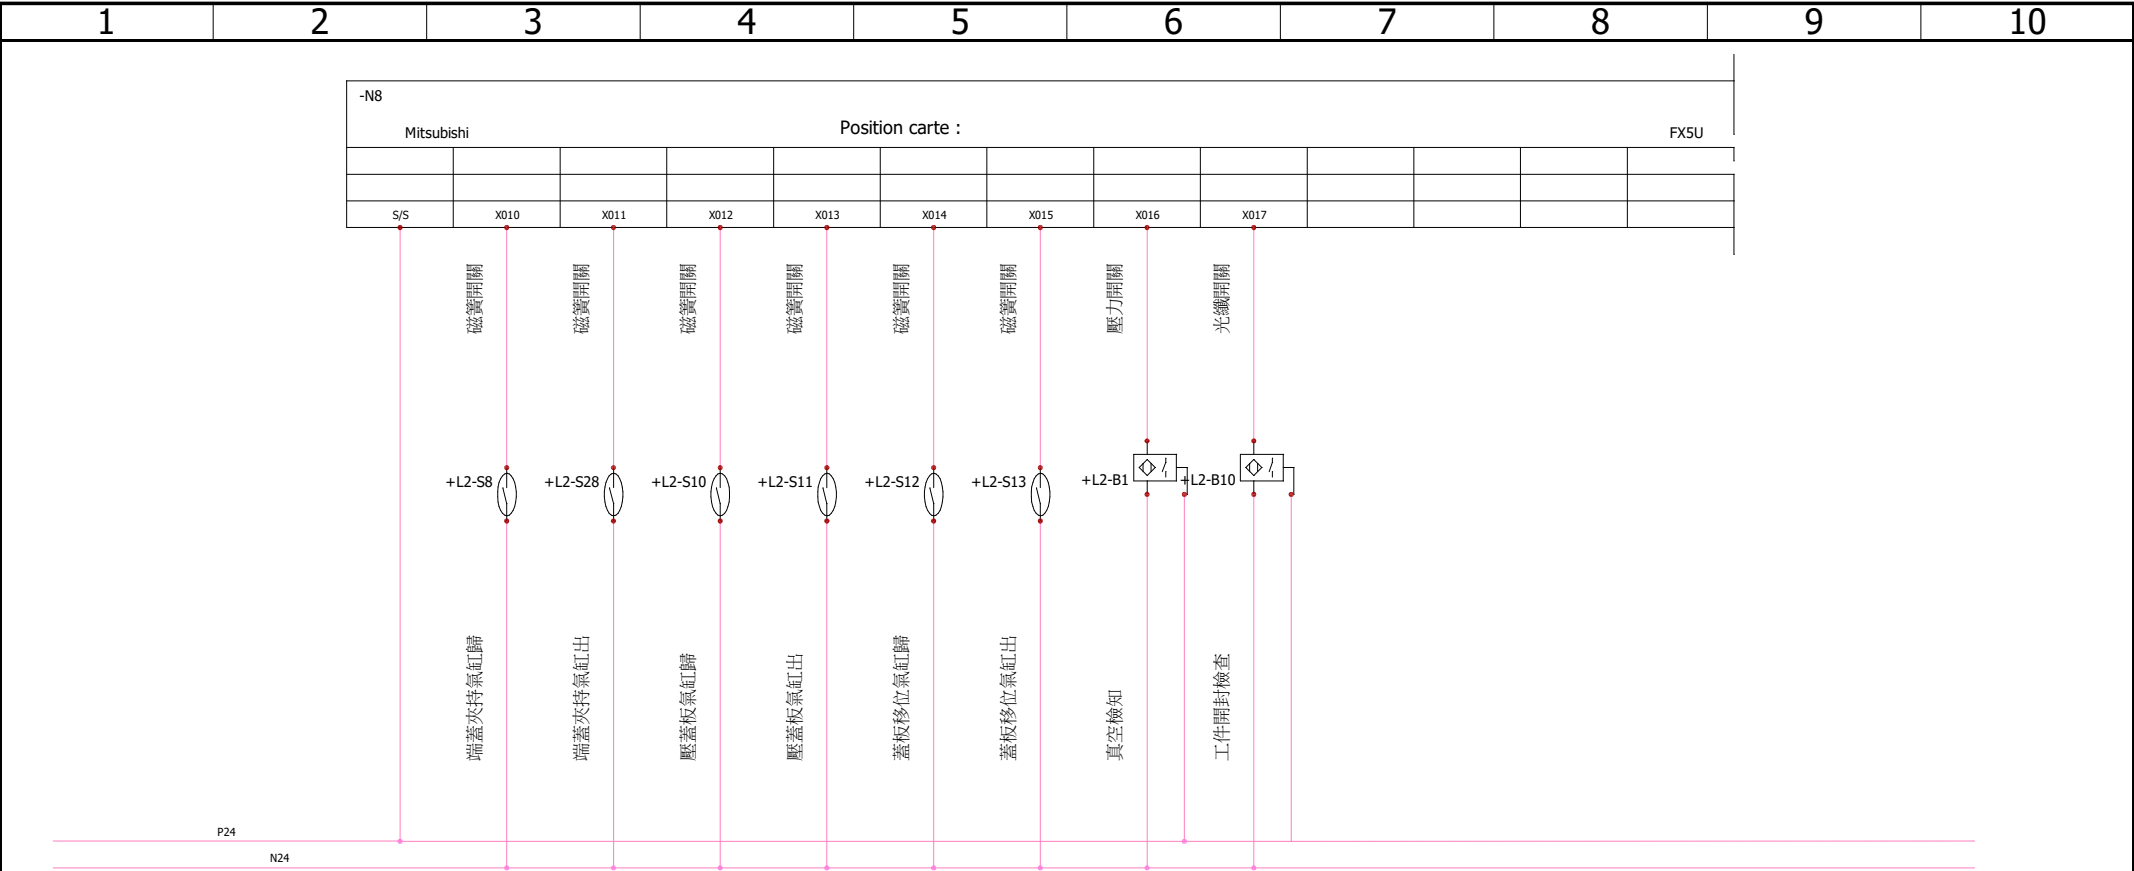 1 2 3 4 5 6 7 8 9 10
-N8
Mitsubishi Position carte : FX5U
S/S X010 X011 X012 X013 X014 X015 X016 X017
磁簧開關
磁簧開關
磁簧開關
磁簧開關
磁簧開關
磁簧開關
壓力開關
光纖開關
+L2-S8 +L2-S28 +L2-S10 +L2-S11 +L2-S12 +L2-S13 +L2-B1 +L2-B10
端蓋夾持氣缸歸
端蓋夾持氣缸出
壓蓋板氣缸歸
壓蓋板氣缸出
蓋板移位氣缸歸
蓋板移位氣缸出
真空檢知
工件開封檢查
P24
N24